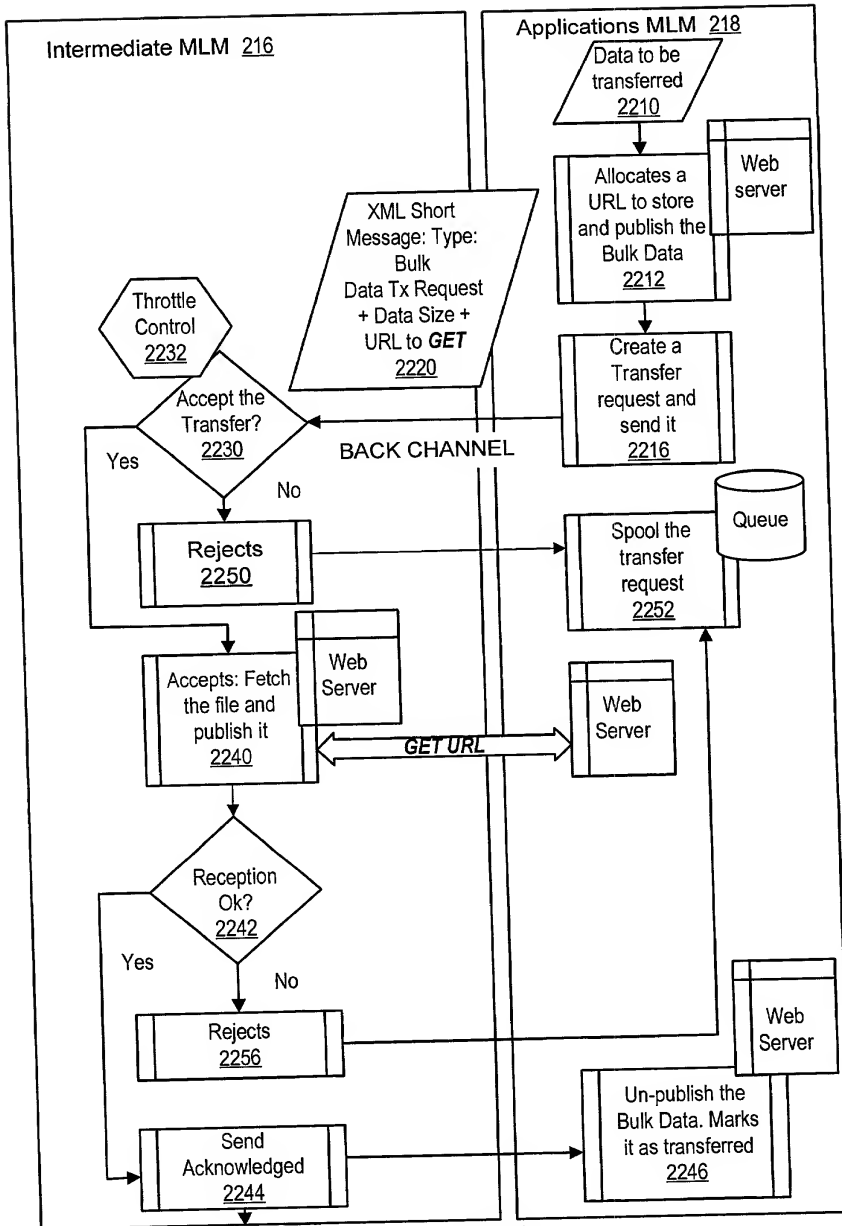 Intermediate MLM 216
Applications MLM 218
Data to be
transferred
2210
Web
server
Allocates a
URL to store
and publish the
Bulk Data
2212
XML Short
Message: Type:
Bulk
Data Tx Request
+ Data Size +
URL to GET
2220
Throttle
Control
2232
Create a
Transfer
request and
send it
2216
Accept the
Transfer?
2230
BACK CHANNEL
Yes
No
Queue
Rejects
2250
Spool the
transfer
request
2252
Web
Server
Accepts: Fetch
the file and
publish it
2240
GET URL
Web
Server
Reception
Ok?
2242
Yes
No
Rejects
2256
Web
Server
Un-publish the
Bulk Data. Marks
it as transferred
2246
Send
Acknowledged
2244